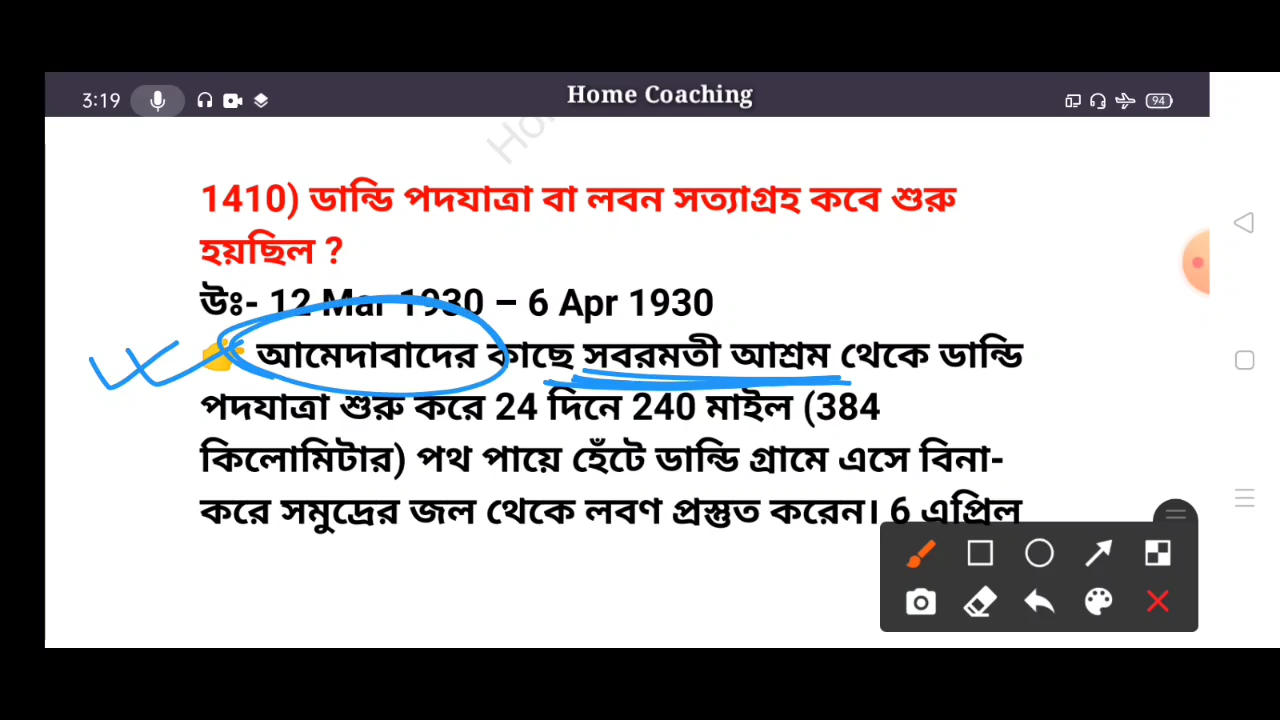 3:19
Home Coaching
94
1410) ডান্ডি পদযাত্রা বা লবন সত্যাগ্রহ কবে শুরু
হয়ছিল ?
উঃ- 12 Mar 1930 – 6 Apr 1930
👉 আমেদাবাদের কাছে সবরমতী আশ্রম থেকে ডান্ডি
পদযাত্রা শুরু করে 24 দিনে 240 মাইল (384
কিলোমিটার) পথ পায়ে হেঁটে ডান্ডি গ্রামে এসে বিনা-
করে সমুদ্রের জল থেকে লবণ প্রস্তুত করেন। 6 এপ্রিল